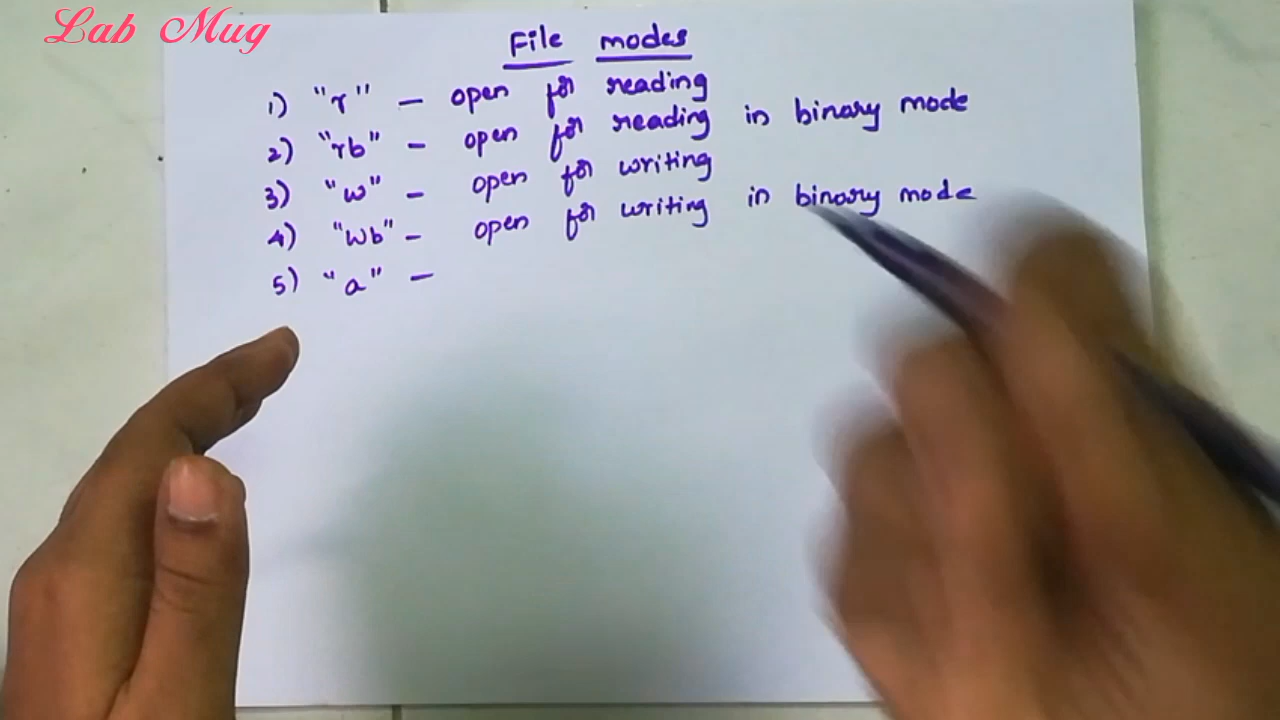 Lab Mug
File modes
1) "r" - open for reading
2) "rb" - open for reading in binary mode
3) "w" - open for writing
4) "wb" - open for writing in binary mode
5) "a" -